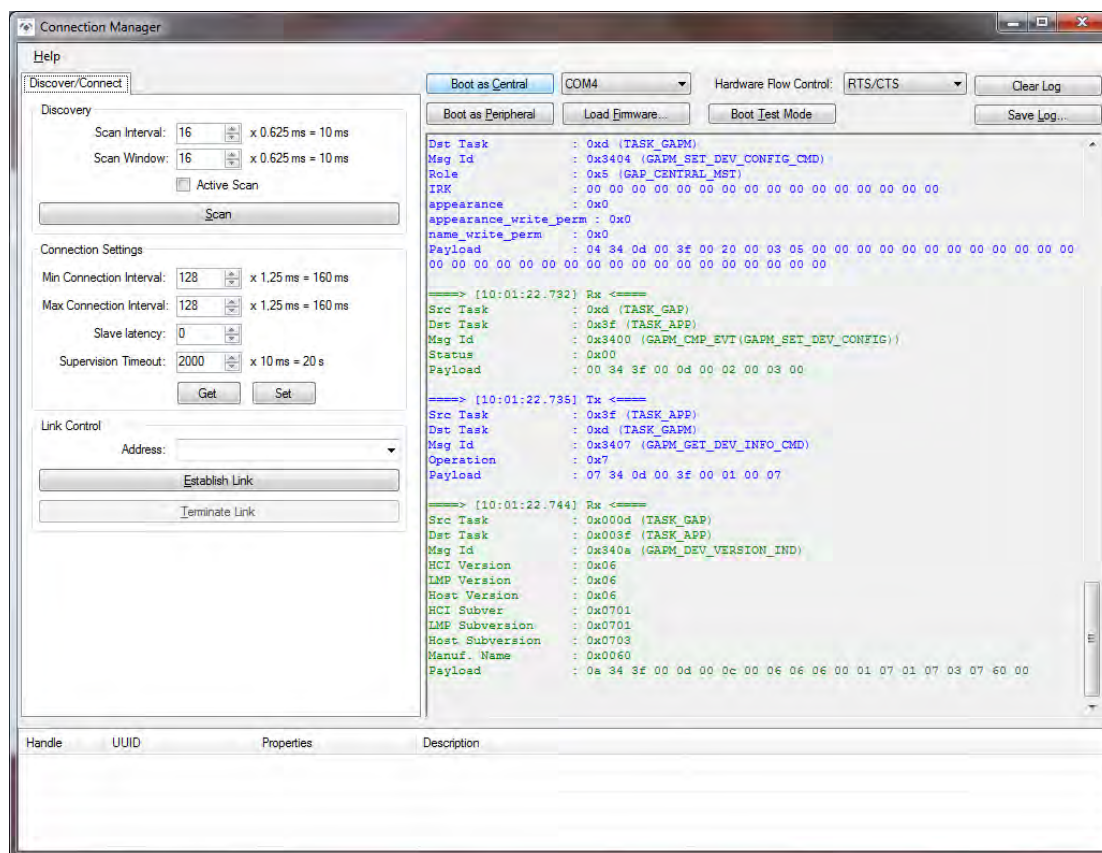 Connection Manager
Help
Discover/Connect
Discovery
Scan Interval: 16 x 0.625 ms = 10 ms
Scan Window: 16 x 0.625 ms = 10 ms
Active Scan
Scan
Connection Settings
Min Connection Interval: 128 x 1,25 ms = 160 ms
Max Connection Interval: 128 x 1,25 ms = 160 ms
Slave latency: 0
Supervision Timeout: 2000 x 10 ms = 20 s
Get Set
Link Control
Address:
Establish Link
Terminate Link
Boot as Central COM4 Hardware Flow Control: RTS/CTS Clear Log
Boot as Peripheral Load Firmware... Boot Test Mode Save Log...
Dst Task : 0xd (TASK_GAPM)
Msg Id : 0x3404 (GAPM_SET_DEV_CONFIG_CMD)
Role : 0x5 (GAP_CENTRAL_MST)
IRK : 00 00 00 00 00 00 00 00 00 00 00 00 00 00 00 00
appearance : 0x0
appearance_write_perm : 0x0
name_write_perm : 0x0
Payload : 04 34 0d 00 3f 00 20 00 03 05 00 00 00 00 00 00 00 00 00 00 00 00
00 00 00 00 00 00 00 00 00 00 00 00 00 00 00 00 00 00
====> [10:01:22.732] Rx <====
Src Task : 0xd (TASK_GAP)
Dst Task : 0x3f (TASK_APP)
Msg Id : 0x3400 (GAPM_CMP_EVT(GAPM_SET_DEV_CONFIG))
Status : 0x00
Payload : 00 34 3f 00 0d 00 02 00 03 00
====> [10:01:22.735] Tx <====
Src Task : 0x3f (TASK_APP)
Dst Task : 0xd (TASK_GAPM)
Msg Id : 0x3407 (GAPM_GET_DEV_INFO_CMD)
Operation : 0x7
Payload : 07 34 0d 00 3f 00 01 00 07
====> [10:01:22.744] Rx <====
Src Task : 0x000d (TASK_GAP)
Dst Task : 0x003f (TASK_APP)
Msg Id : 0x340a (GAPM_DEV_VERSION_IND)
HCI Version : 0x06
LMP Version : 0x06
Host Version : 0x06
HCI Subver : 0x0701
LMP Subversion : 0x0701
Host Subversion : 0x0703
Manuf. Name : 0x0060
Payload : 0a 34 3f 00 0d 00 0c 00 06 06 06 00 01 07 01 07 03 07 60 00
Handle UUID Properties Description